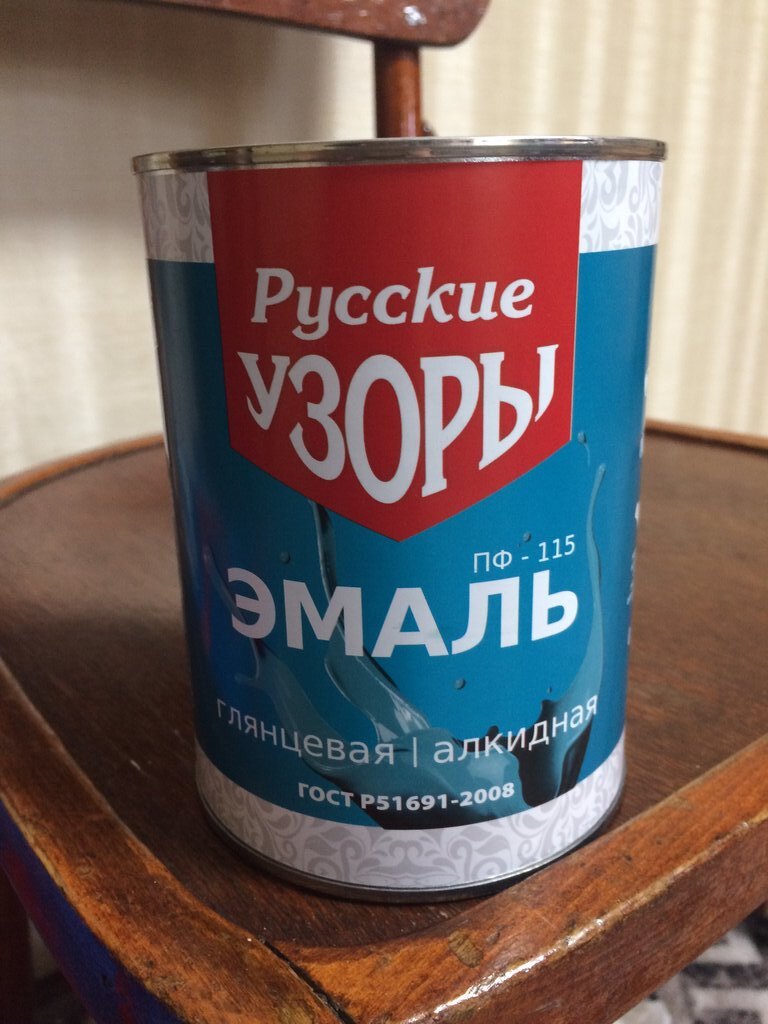 Русские
УЗОРЫ
ПФ - 115
ЭМАЛЬ
глянцевая | алкидная
ГОСТ Р51691-2008